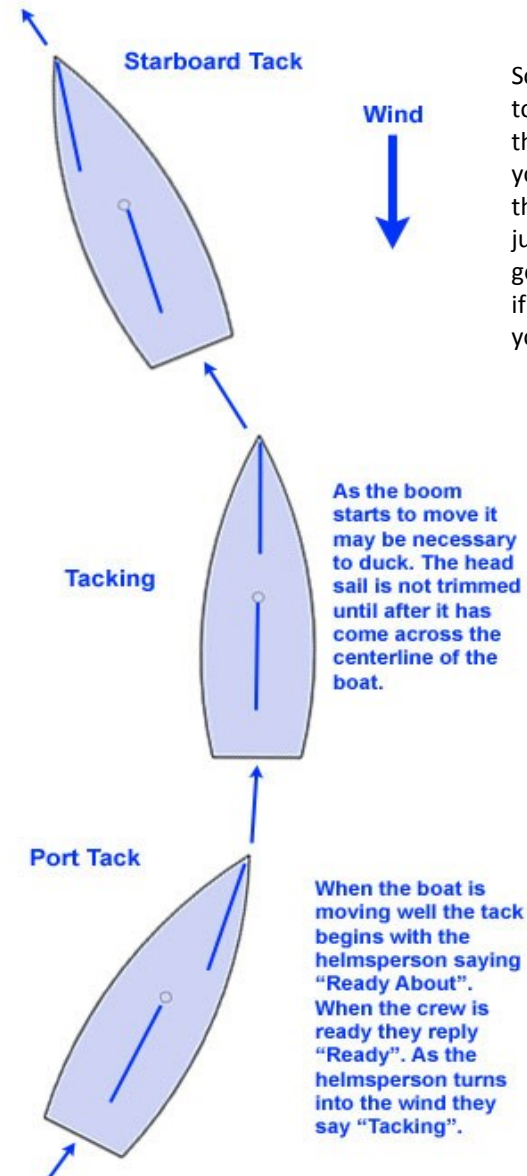 Starboard Tack
Wind
Tacking
As the boom
starts to move it
may be necessary
to duck. The head
sail is not trimmed
until after it has
come across the
centerline of the
boat.
Port Tack
When the boat is
moving well the tack
begins with the
helmsperson saying
“Ready About”.
When the crew is
ready they reply
“Ready”. As the
helmsperson turns
into the wind they
say “Tacking”.